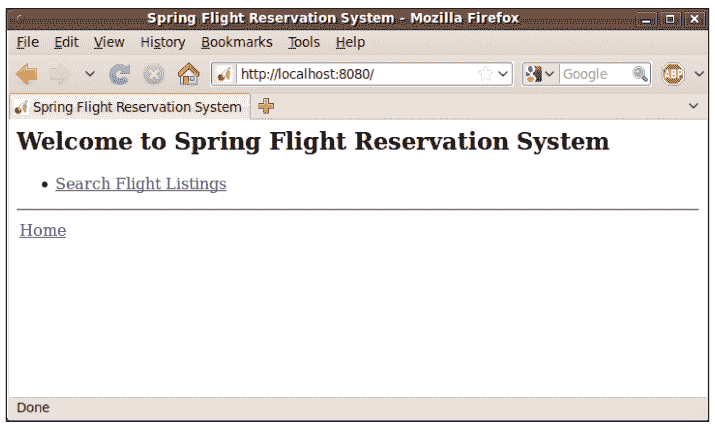 Spring Flight Reservation System - Mozilla Firefox
File Edit View History Bookmarks Tools Help
http://localhost:8080/ Google ABP
Spring Flight Reservation System
Welcome to Spring Flight Reservation System
• Search Flight Listings
Home
Done